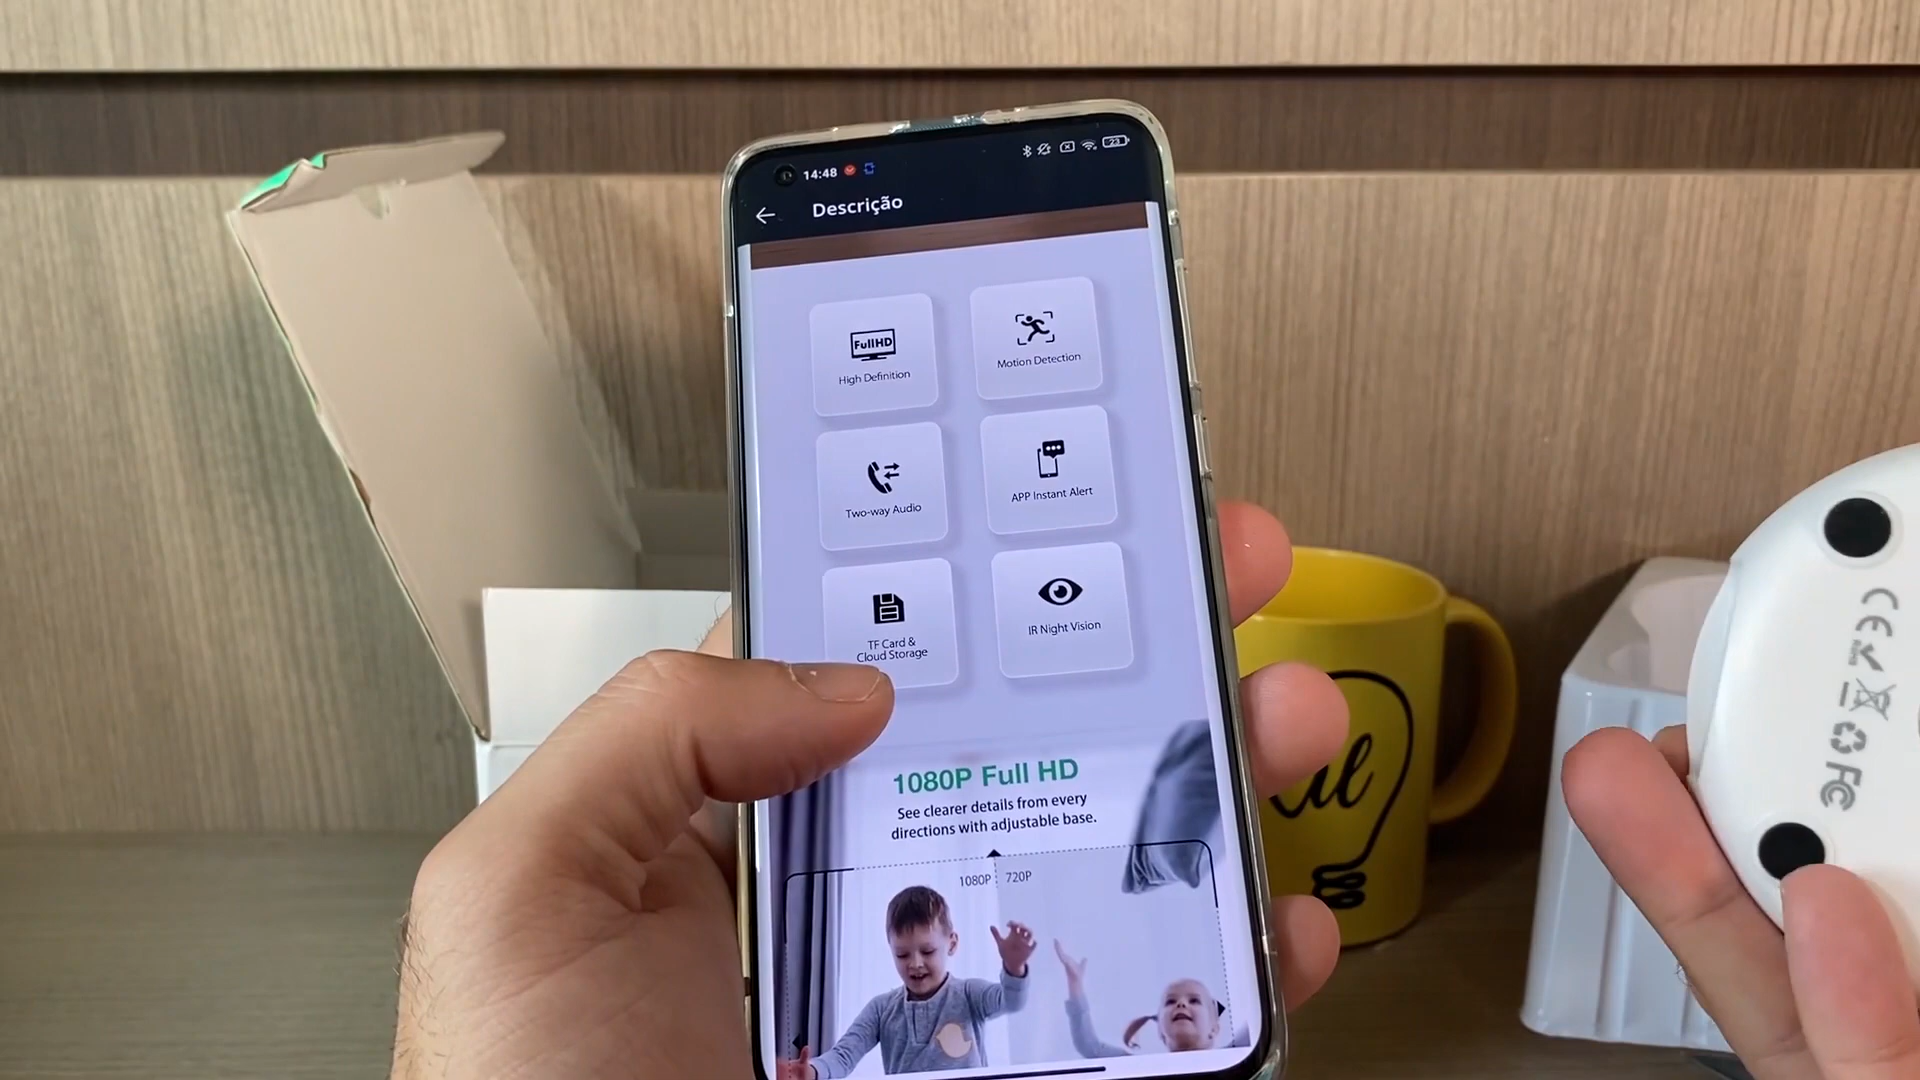 14:48
23
Descrição
FullHD
High Definition
Motion Detection
Two-way Audio
APP Instant Alert
TF Card &
Cloud Storage
IR Night Vision
1080P Full HD
See clearer details from every
directions with adjustable base.
1080P 720P
CE
FC